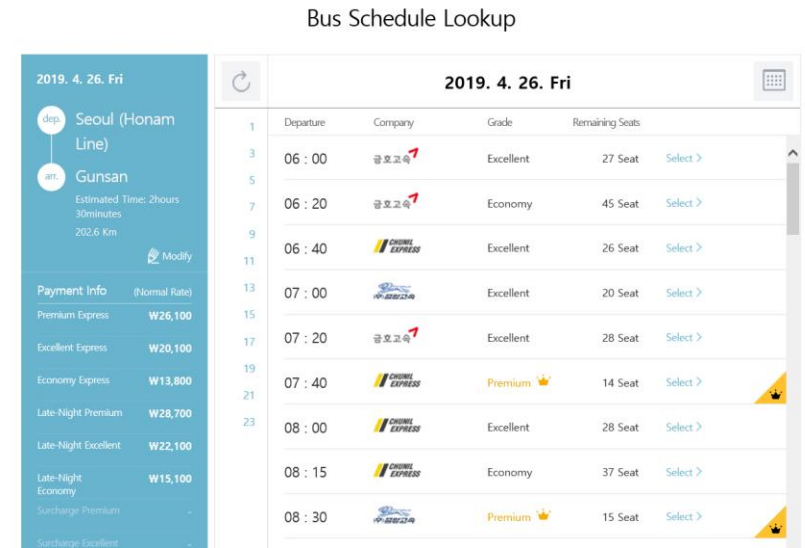 Bus Schedule Lookup
2019. 4. 26. Fri
dep.
Seoul (Honam
Line)
arr.
Gunsan
Estimated Time: 2hours
30minutes
202.6 Km
Modify
Payment Info (Normal Rate)
Premium Express ₩26,100
Excellent Express ₩20,100
Economy Express ₩13,800
Late-Night Premium ₩28,700
Late-Night Excellent ₩22,100
Late-Night
Economy ₩15,100
Surcharge Premium -
Surcharge Excellent -
2019. 4. 26. Fri
1
3
5
7
9
11
13
15
17
19
21
23
Departure Company Grade Remaining Seats
06 : 00 금호고속 Excellent 27 Seat Select >
06 : 20 금호고속 Economy 45 Seat Select >
06 : 40 CHUNIL EXPRESS Excellent 26 Seat Select >
07 : 00 Excellent 20 Seat Select >
07 : 20 금호고속 Excellent 28 Seat Select >
07 : 40 CHUNIL EXPRESS Premium 14 Seat Select >
08 : 00 CHUNIL EXPRESS Excellent 28 Seat Select >
08 : 15 CHUNIL EXPRESS Economy 37 Seat Select >
08 : 30 Premium 15 Seat Select >